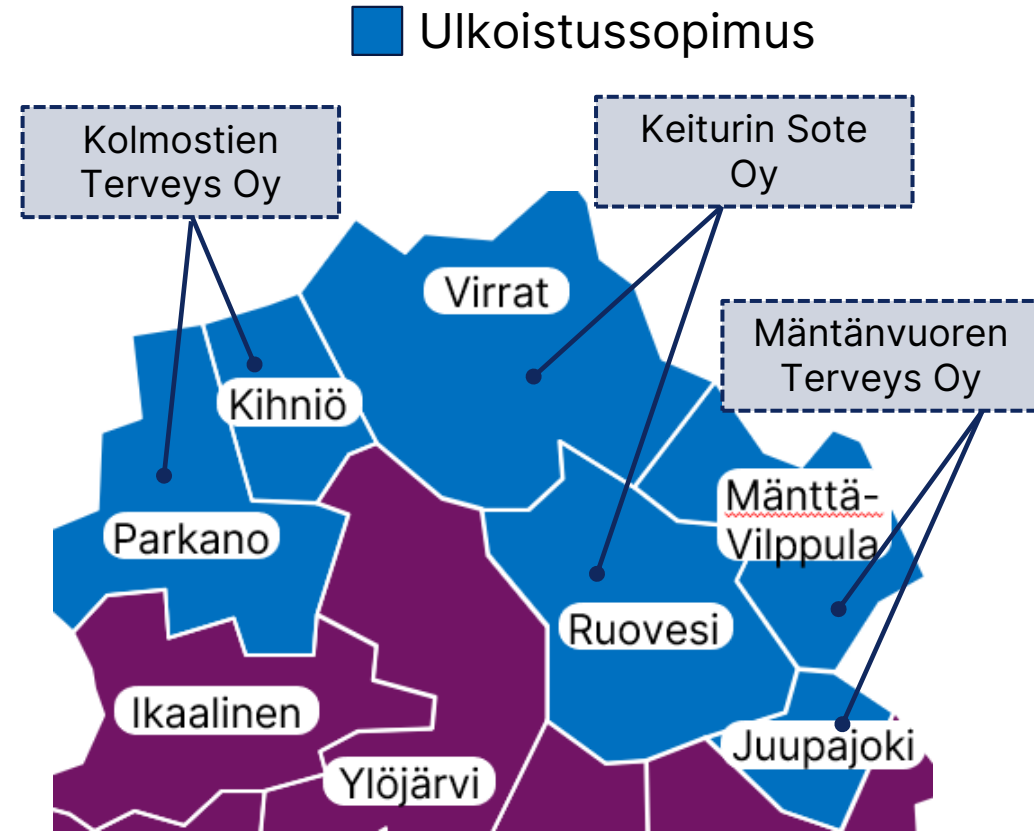 Ulkoistussopimus
Kolmostien
Terveys Oy
Keiturin Sote
Oy
Virrat
Mäntänvuoren
Terveys Oy
Kihniö
Mänttä-
Vilppula
Parkano
Ruovesi
Ikaalinen
Juupajoki
Ylöjärvi